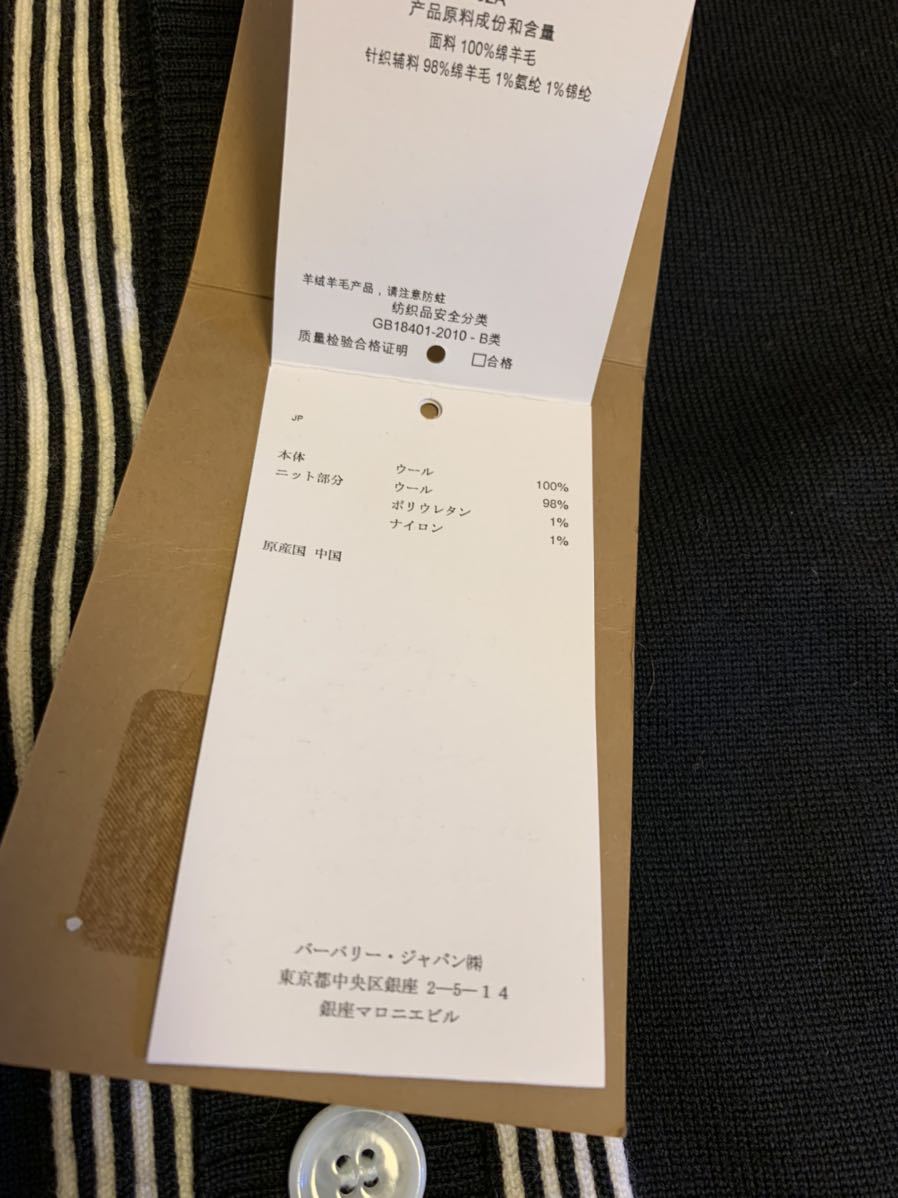 产品原料成份和含量
面料 100%绵羊毛
针织辅料 98%绵羊毛 1%氨纶 1%锦纶
羊绒羊毛产品，请注意防蛀
纺织品安全分类
GB18401-2010 - B类
质量检验合格证明 □合格
JP
本体 ウール 100%
ニット部分 ウール 98%
ポリウレタン 1%
ナイロン 1%
原産国 中国
バーバリー・ジャパン㈱
東京都中央区銀座 2—5—14
銀座マロニエビル